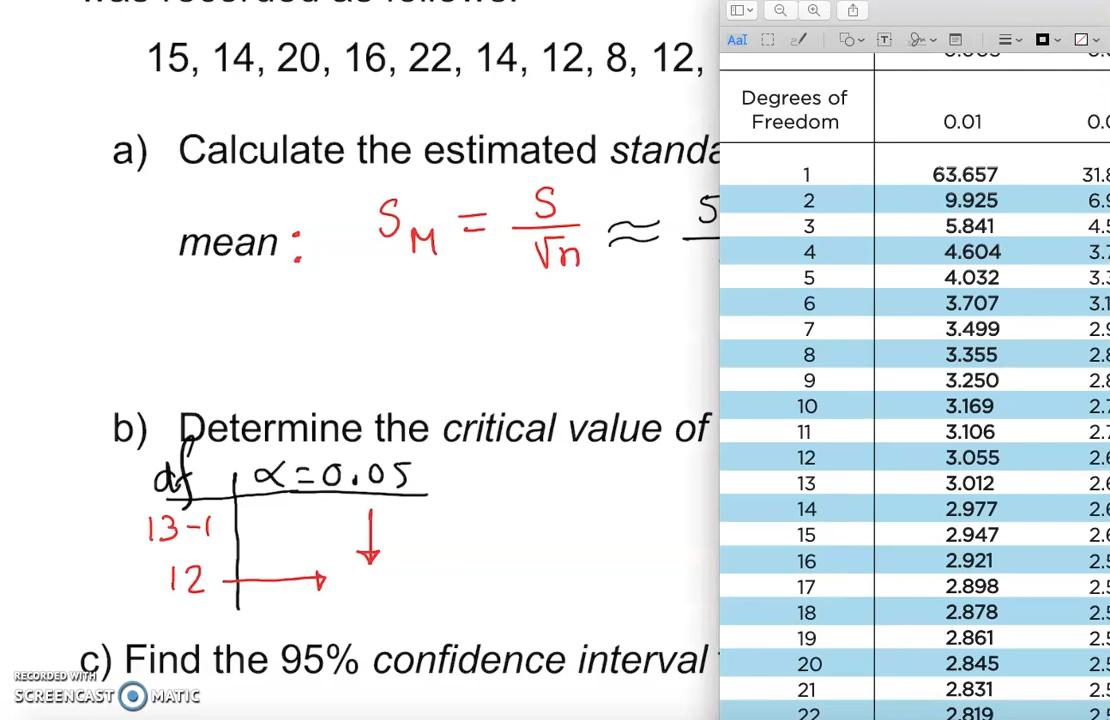 15, 14, 20, 16, 22, 14, 12, 8, 12,
a) Calculate the estimated
mean : S_M = S/√n ≈
b) Determine the critical value of
df α=0.05
13-1
12
c) Find the 95% confidence interval
RECORDED WITH
SCREENCAST MATIC
AaI
Degrees of
Freedom 0.01
1 63.657
2 9.925
3 5.841
4 4.604
5 4.032
6 3.707
7 3.499
8 3.355
9 3.250
10 3.169
11 3.106
12 3.055
13 3.012
14 2.977
15 2.947
16 2.921
17 2.898
18 2.878
19 2.861
20 2.845
21 2.831
22 2.819